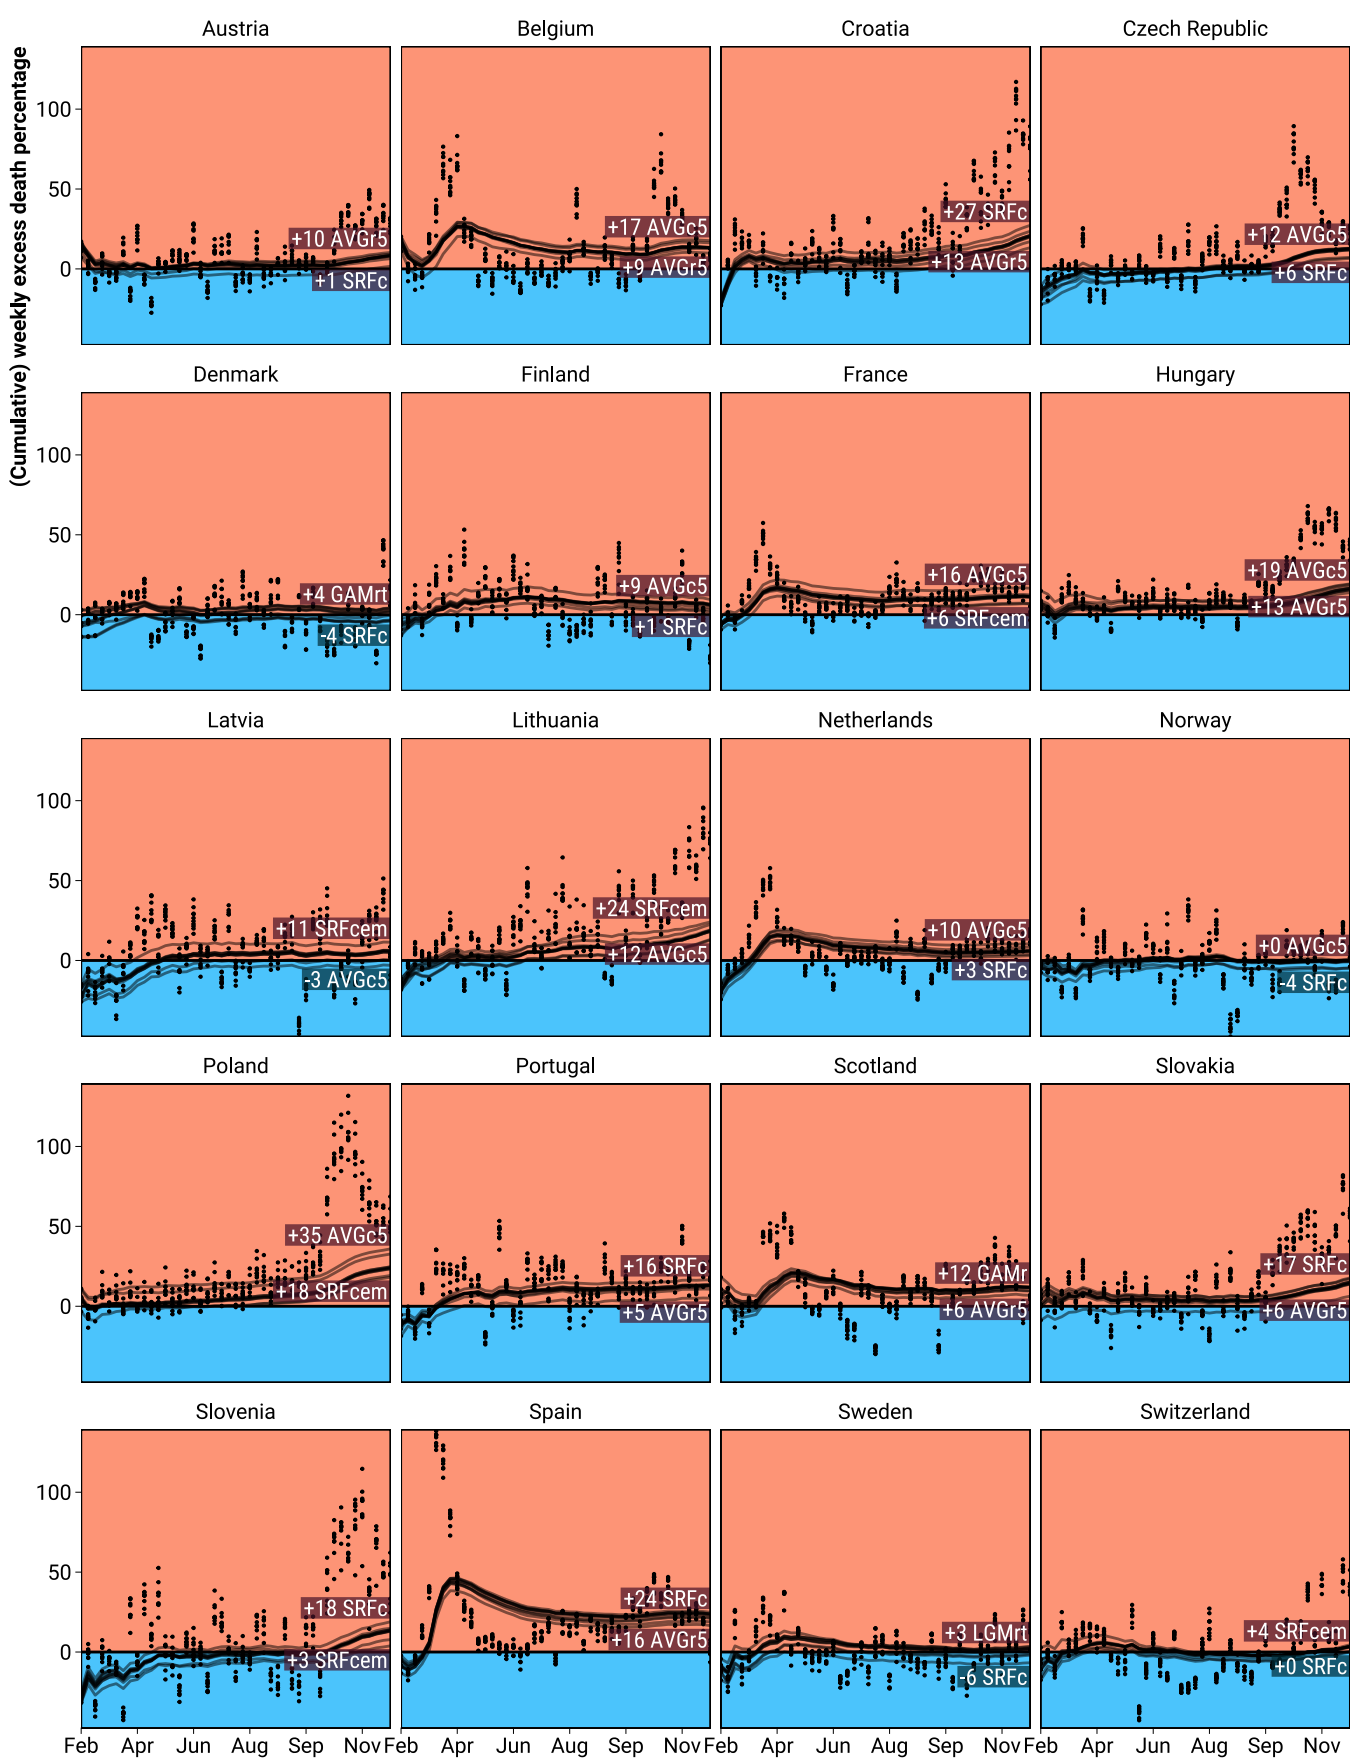 (Cumulative) weekly excess death percentage
Austria
Belgium
Croatia
Czech Republic
100
50
0
+10 AVGr5
+1 SRFc
+17 AVGc5
+9 AVGr5
+27 SRFc
+13 AVGr5
+12 AVGc5
+6 SRFc
Denmark
Finland
France
Hungary
100
50
0
+4 GAMrt
-4 SRFc
+9 AVGc5
+1 SRFc
+16 AVGc5
+6 SRFcem
+19 AVGc5
+13 AVGr5
Latvia
Lithuania
Netherlands
Norway
100
50
0
+11 SRFcem
-3 AVGc5
+24 SRFcem
+12 AVGc5
+10 AVGc5
+3 SRFc
+0 AVGc5
-4 SRFc
Poland
Portugal
Scotland
Slovakia
100
50
0
+35 AVGc5
+18 SRFcem
+16 SRFc
+5 AVGr5
+12 GAMr
+6 AVGr5
+17 SRFc
+6 AVGr5
Slovenia
Spain
Sweden
Switzerland
100
50
0
+18 SRFc
+3 SRFcem
+24 SRFc
+16 AVGr5
+3 LGMrt
-6 SRFc
+4 SRFcem
+0 SRFc
Feb Apr Jun Aug Sep Nov
Feb Apr Jun Aug Sep Nov
Feb Apr Jun Aug Sep Nov
Feb Apr Jun Aug Sep Nov